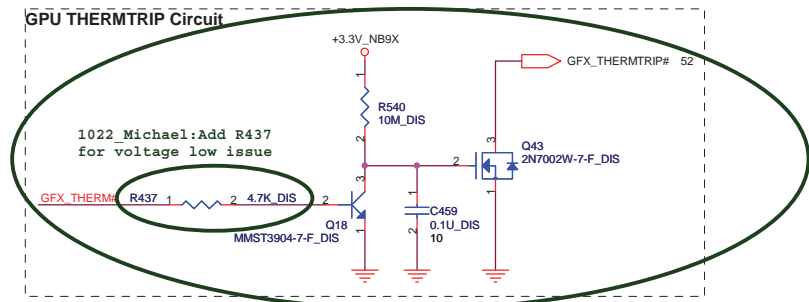 GPU THERMTRIP Circuit
+3.3V_NB9X
1
R540
10M_DIS
2
GFX_THERMTRIP# 52
1022_Michael:Add R437
for voltage low issue
3
2
Q43
2N7002W-7-F_DIS
1
GFX_THERM#
R437 1 2 4.7K_DIS
2
3
1
Q18
MMST3904-7-F_DIS
1
C459
0.1U_DIS
2
10